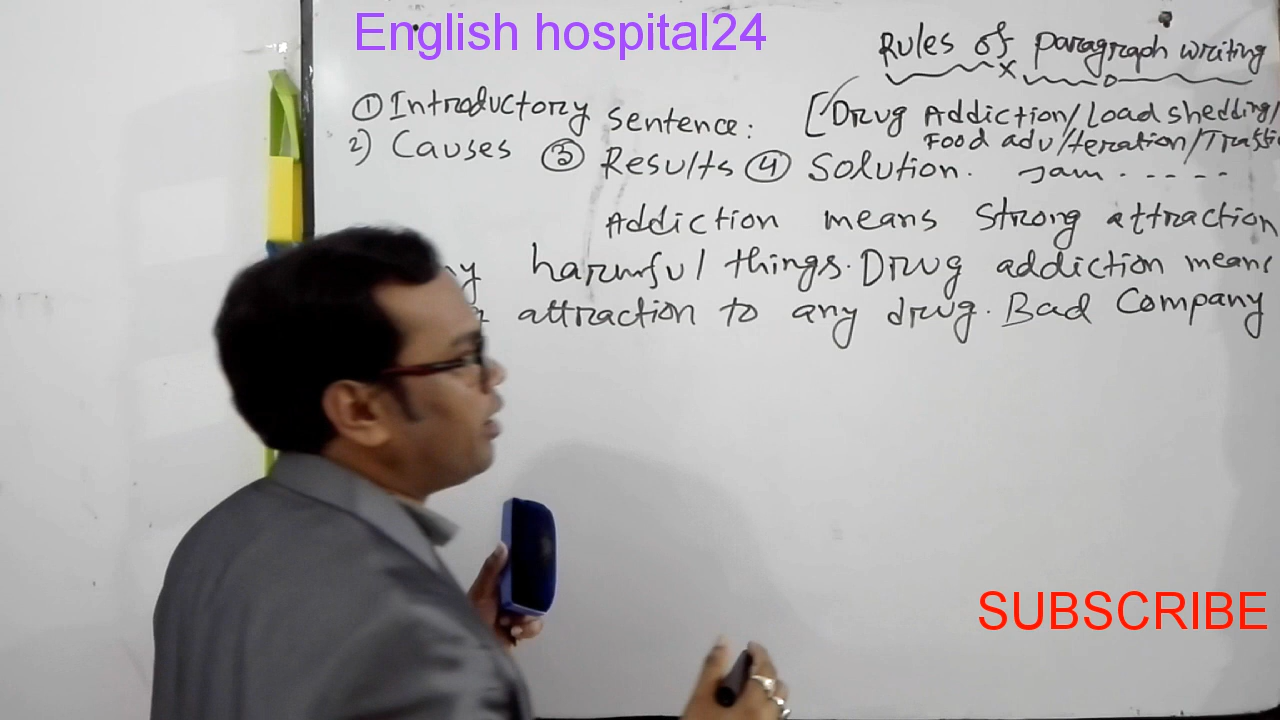 English hospital24
Rules of paragraph writing
① Introductory Sentence: [Drug Addiction/Load shedding/
Food adulteration/Traffic
2) Causes ③ Results ④ Solution. Jam - - - - -
Addiction means strong attraction
harmful things. Drug addiction means
attraction to any drug. Bad Company
SUBSCRIBE